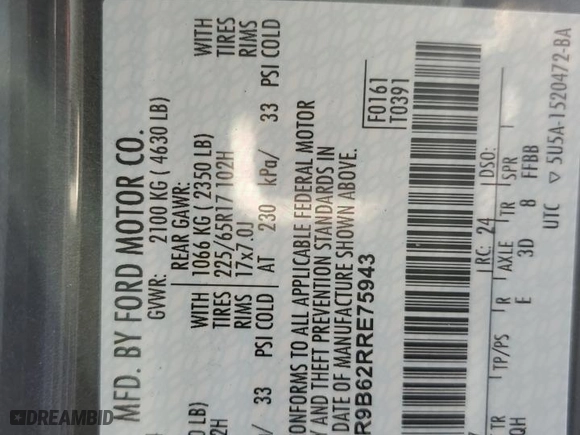 MFD. BY FORD MOTOR CO.
GVWR: 2100 KG ( 4630 LB)
REAR GAWR:
WITH 1066 KG ( 2350 LB) WITH
TIRES 225/65R17 102H TIRES
RIMS 17x7.0J RIMS
33 PSI COLD AT 230 kPa/ 33 PSI COLD
ONFORMS TO ALL APPLICABLE FEDERAL MOTOR
AND THEFT PREVENTION STANDARDS IN
DATE OF MANUFACTURE SHOWN ABOVE.
R9B62RRE75943
F0161
T0391
RC: 24 DSO:
TR TP/PS R AXLE TR SPR
QH E 3D 8 FFBB
UTC ▽ 5U5A-1520472-BA
DREAMBID.COM